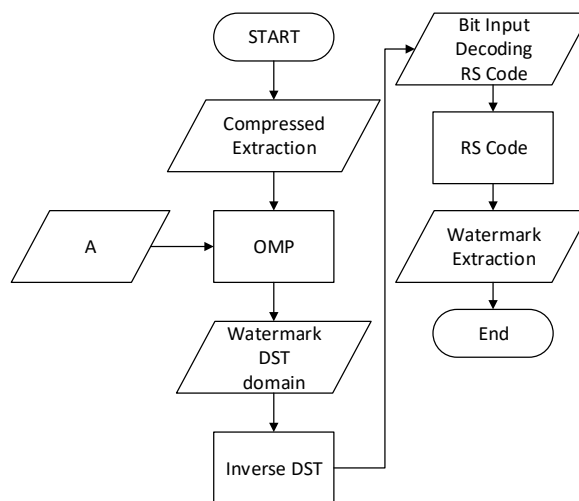 START
Compressed
Extraction
A
OMP
Watermark
DST
domain
Inverse DST
Bit Input
Decoding
RS Code
RS Code
Watermark
Extraction
End